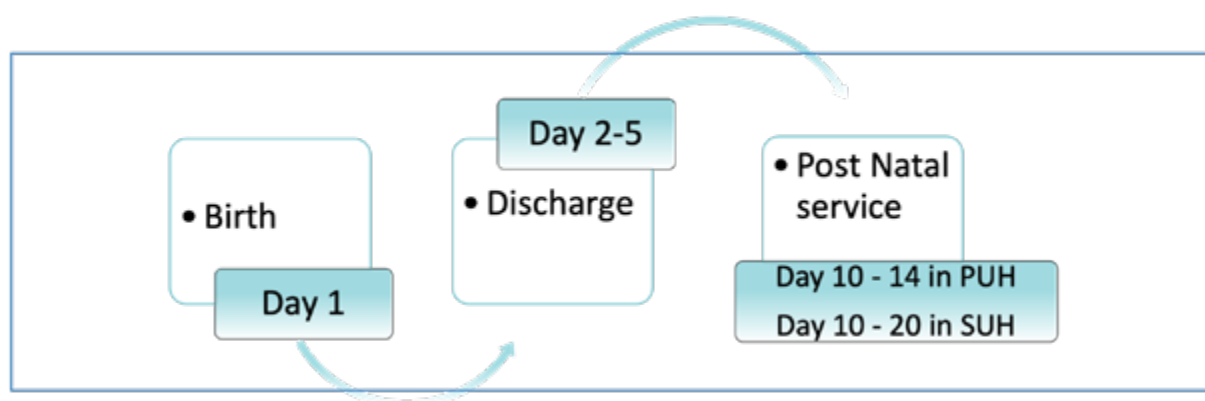 • Birth
Day 1
Day 2-5
• Discharge
• Post Natal
service
Day 10 - 14 in PUH
Day 10 - 20 in SUH